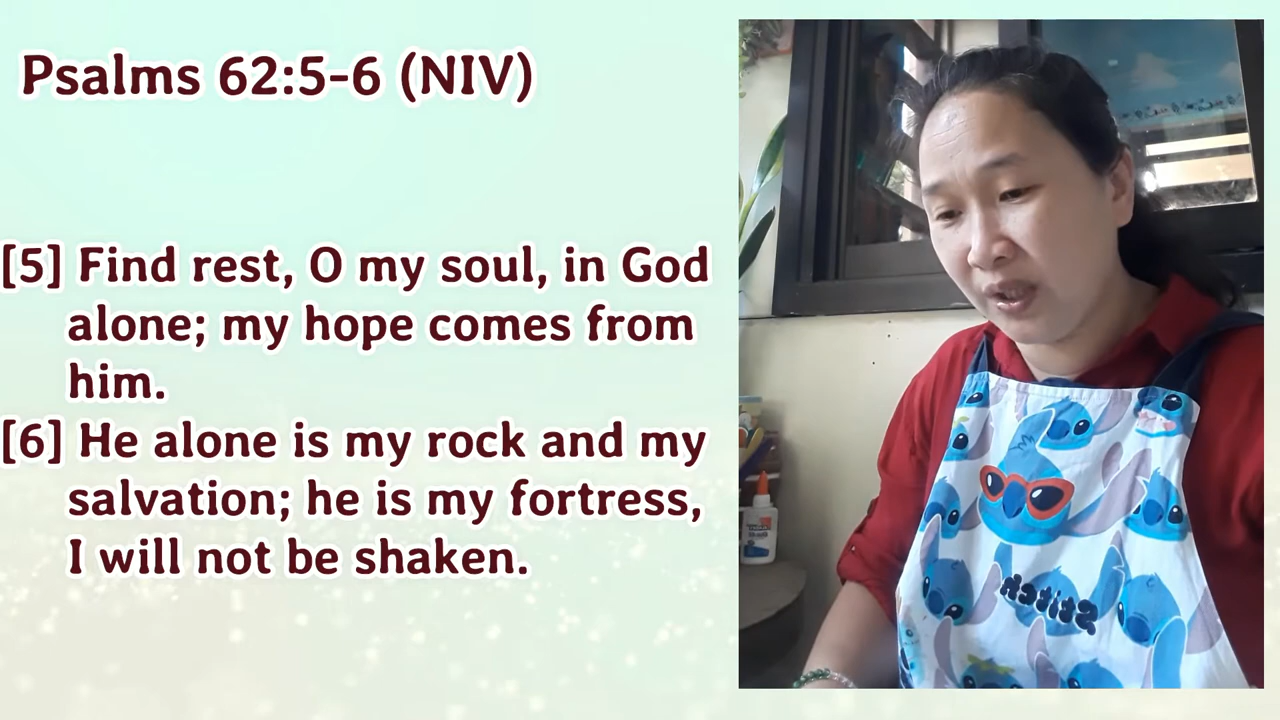 Psalms 62:5-6 (NIV)
[5] Find rest, O my soul, in God
alone; my hope comes from
him.
[6] He alone is my rock and my
salvation; he is my fortress,
I will not be shaken.
Stitch